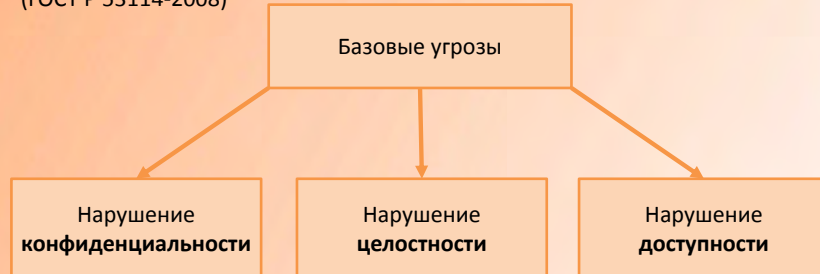 (ГОСТ Р 53114-2008)
Базовые угрозы
Нарушение
конфиденциальности
Нарушение
целостности
Нарушение
доступности